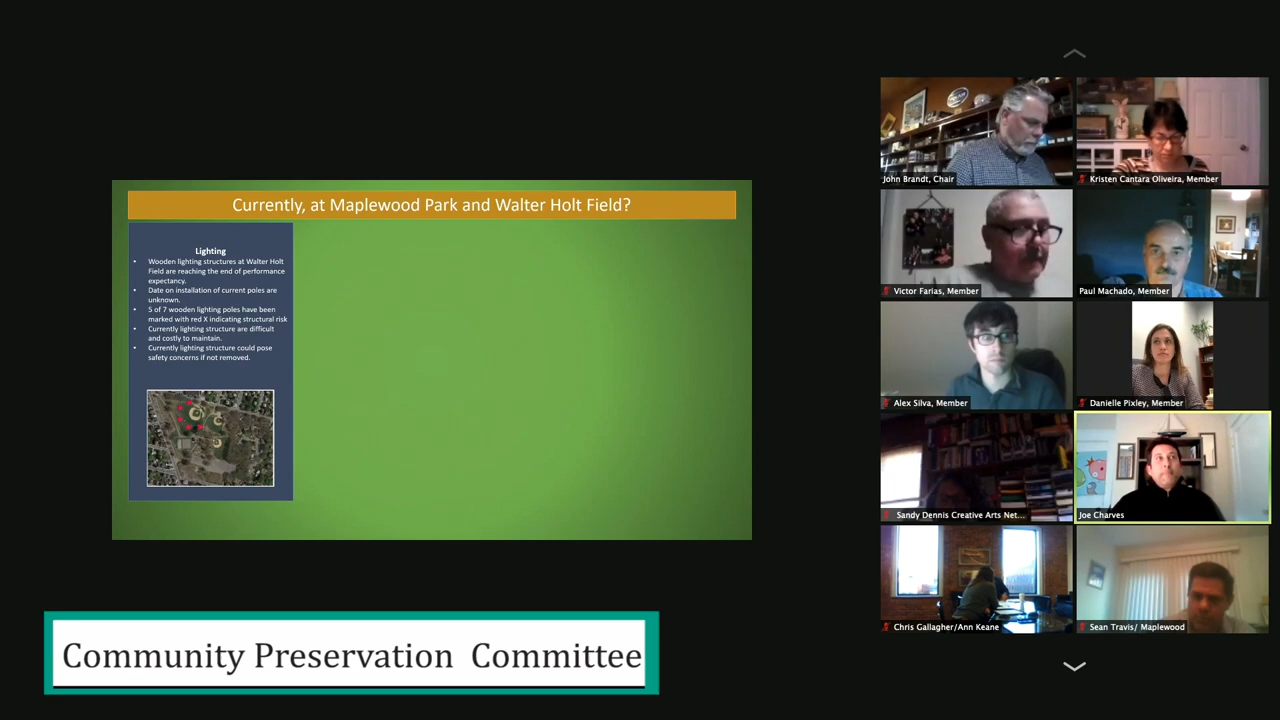 Currently, at Maplewood Park and Walter Holt Field?
Lighting
• Wooden lighting structures at Walter Holt
Field are reaching the end of performance
expectancy.
• Date on installation of current poles are
unknown.
• 5 of 7 wooden lighting poles have been
marked with red X indicating structural risk
• Currently lighting structure are difficult
and costly to maintain.
• Currently lighting structure could pose
safety concerns if not removed.
Community Preservation Committee
John Brandt, Chair
Kristen Cantara Oliveira, Member
Victor Farias, Member
Paul Machado, Member
Alex Silva, Member
Danielle Pixley, Member
Sandy Dennis Creative Arts Net...
Joe Charves
Chris Gallagher/Ann Keane
Sean Travis/ Maplewood